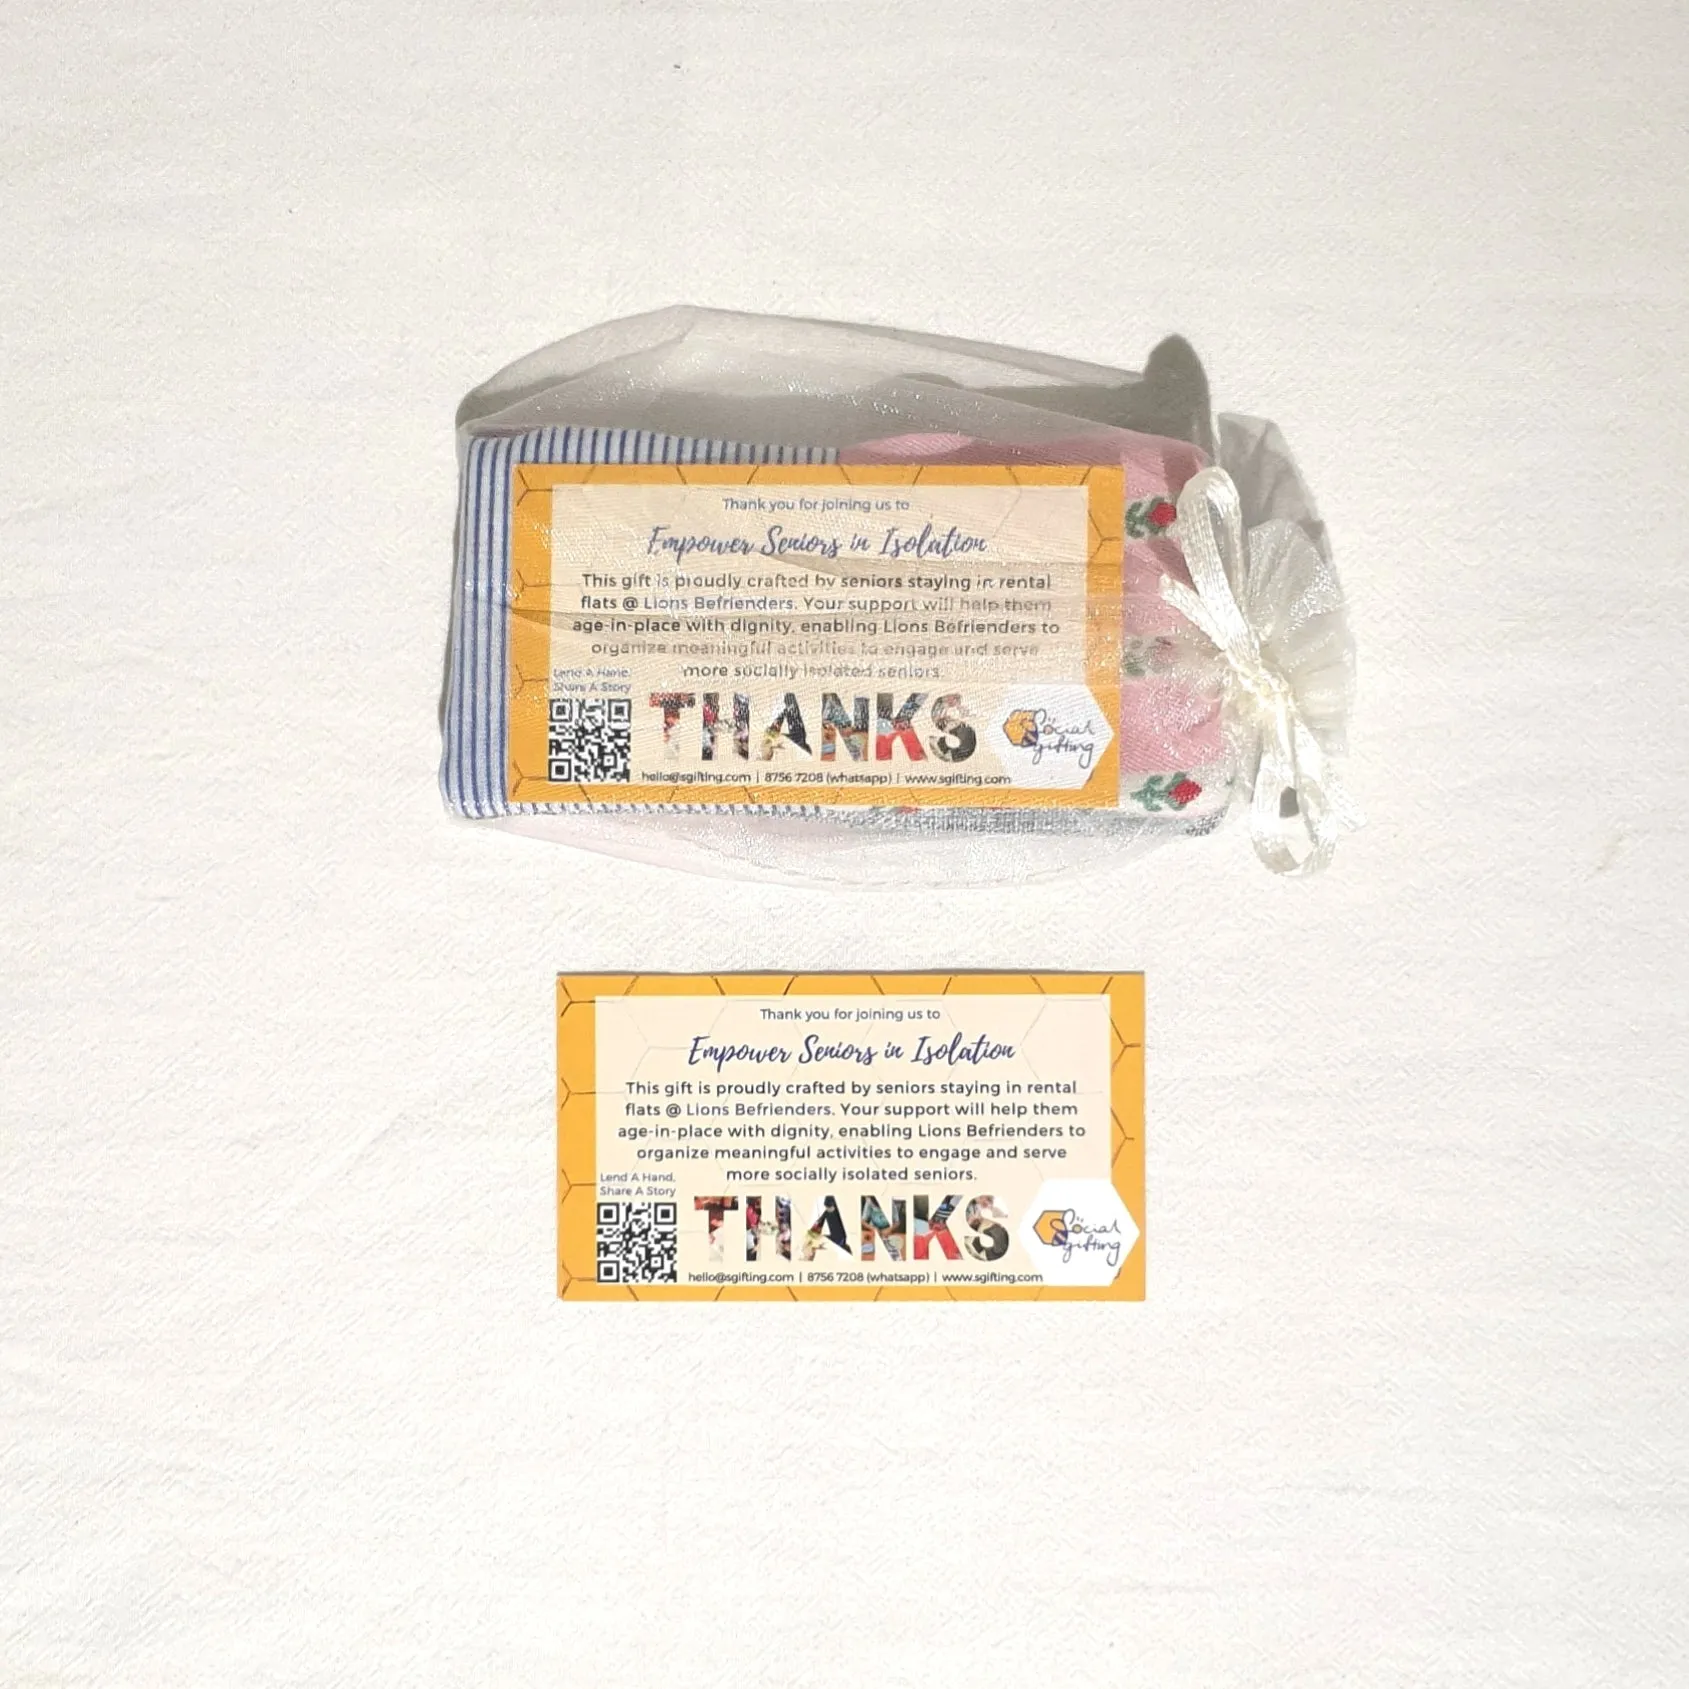 Thank you for joining us to
Empower Seniors in Isolation
This gift is proudly crafted by seniors staying in rental
flats @ Lions Befrienders. Your support will help them
age-in-place with dignity, enabling Lions Befrienders to
organize meaningful activities to engage and serve
more socially isolated seniors.
Lend A Hand,
Share A Story
THANKS
Social
gifting
hello@sgifting.com | 8756 7208 (whatsapp) | www.sgifting.com
Thank you for joining us to
Empower Seniors in Isolation
This gift is proudly crafted by seniors staying in rental
flats @ Lions Befrienders. Your support will help them
age-in-place with dignity, enabling Lions Befrienders to
organize meaningful activities to engage and serve
more socially isolated seniors.
Lend A Hand,
Share A Story
THANKS
Social
gifting
hello@sgifting.com | 8756 7208 (whatsapp) | www.sgifting.com